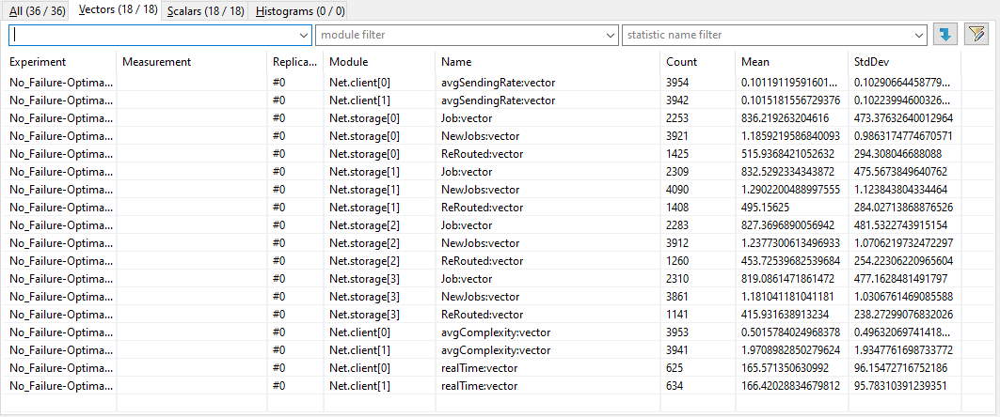 All (36 / 36) Vectors (18 / 18) Scalars (18 / 18) Histograms (0 / 0)
module filter statistic name filter
Experiment Measurement Replica... Module Name Count Mean StdDev
No_Failure-Optima... #0 Net.client[0] avgSendingRate:vector 3954 0.10119119591601... 0.10290664458779...
No_Failure-Optima... #0 Net.client[1] avgSendingRate:vector 3942 0.1015181556729376 0.10223994600326...
No_Failure-Optima... #0 Net.storage[0] Job:vector 2253 836.219263204616 473.37632640012964
No_Failure-Optima... #0 Net.storage[0] NewJobs:vector 3921 1.1859219586840093 0.9863174774670571
No_Failure-Optima... #0 Net.storage[0] ReRouted:vector 1425 515.9368421052632 294.308046688088
No_Failure-Optima... #0 Net.storage[1] Job:vector 2309 832.5292334343872 475.5673849640762
No_Failure-Optima... #0 Net.storage[1] NewJobs:vector 4090 1.2902200488997555 1.123843804334464
No_Failure-Optima... #0 Net.storage[1] ReRouted:vector 1408 495.15625 284.02713868876526
No_Failure-Optima... #0 Net.storage[2] Job:vector 2283 827.3696890056942 481.5322743915154
No_Failure-Optima... #0 Net.storage[2] NewJobs:vector 3912 1.2377300613496933 1.0706219732472297
No_Failure-Optima... #0 Net.storage[2] ReRouted:vector 1260 453.72539682539684 254.22306220965604
No_Failure-Optima... #0 Net.storage[3] Job:vector 2310 819.0861471861472 477.1628481491797
No_Failure-Optima... #0 Net.storage[3] NewJobs:vector 3861 1.181041181041181 1.0306761469085588
No_Failure-Optima... #0 Net.storage[3] ReRouted:vector 1141 415.931638913234 238.27299076832026
No_Failure-Optima... #0 Net.client[0] avgComplexity:vector 3953 0.5015784024968378 0.49632069741418...
No_Failure-Optima... #0 Net.client[1] avgComplexity:vector 3941 1.9708982850279624 1.9347761698733772
No_Failure-Optima... #0 Net.client[0] realTime:vector 625 165.571350630992 96.15472716752186
No_Failure-Optima... #0 Net.client[1] realTime:vector 634 166.42028834679812 95.78310391239351